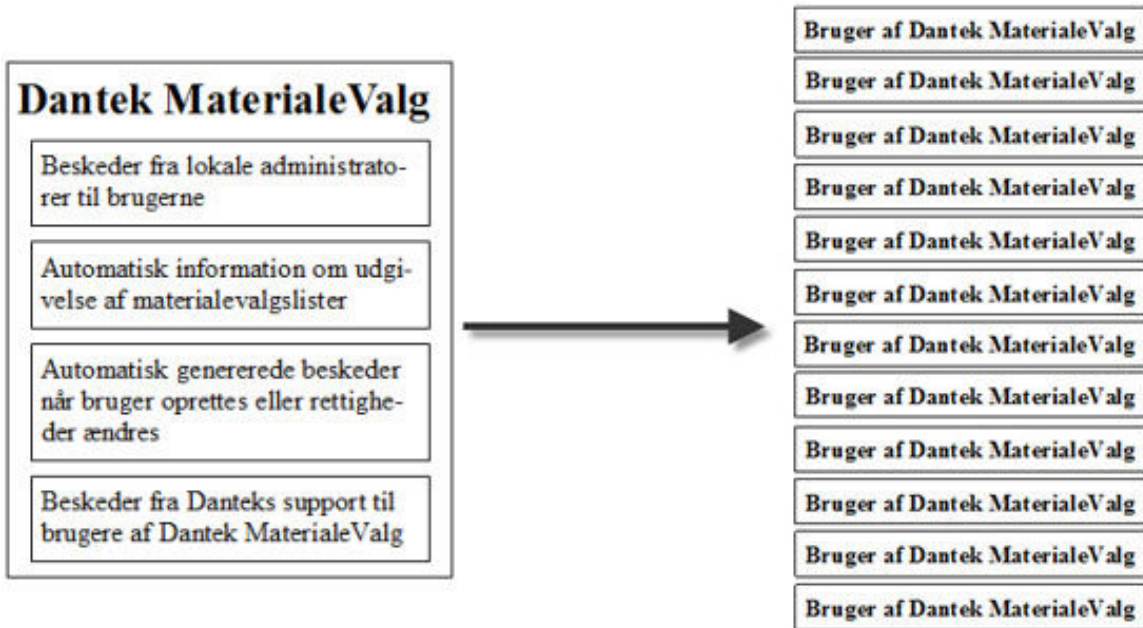 Dantek MaterialeValg
Beskeder fra lokale administrato-
rer til brugerne
Automatisk information om udgi-
velse af materialevalgslister
Automatisk genererede beskeder
når bruger oprettes eller rettighe-
der ændres
Beskeder fra Danteks support til
brugere af Dantek MaterialeValg
Bruger af Dantek MaterialeValg
Bruger af Dantek MaterialeValg
Bruger af Dantek MaterialeValg
Bruger af Dantek MaterialeValg
Bruger af Dantek MaterialeValg
Bruger af Dantek MaterialeValg
Bruger af Dantek MaterialeValg
Bruger af Dantek MaterialeValg
Bruger af Dantek MaterialeValg
Bruger af Dantek MaterialeValg
Bruger af Dantek MaterialeValg
Bruger af Dantek MaterialeValg